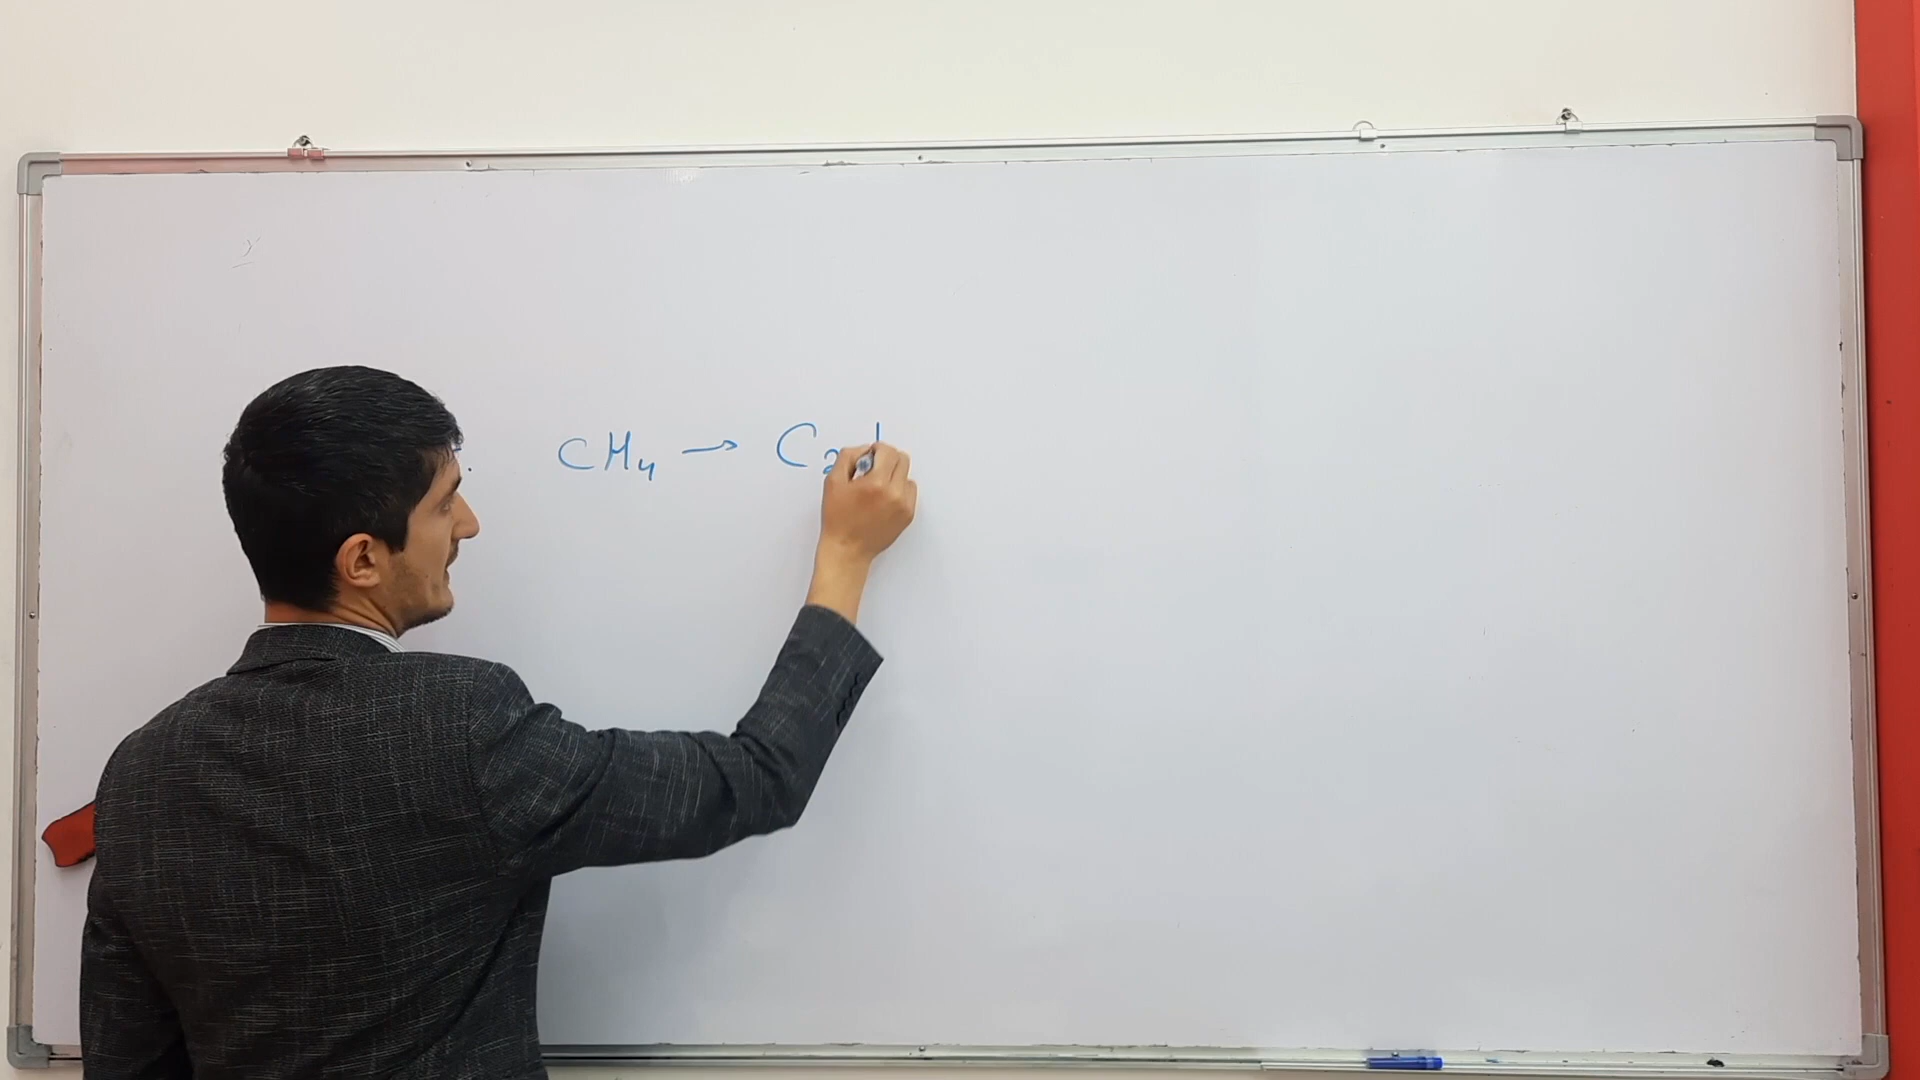 CH₄ → C₂